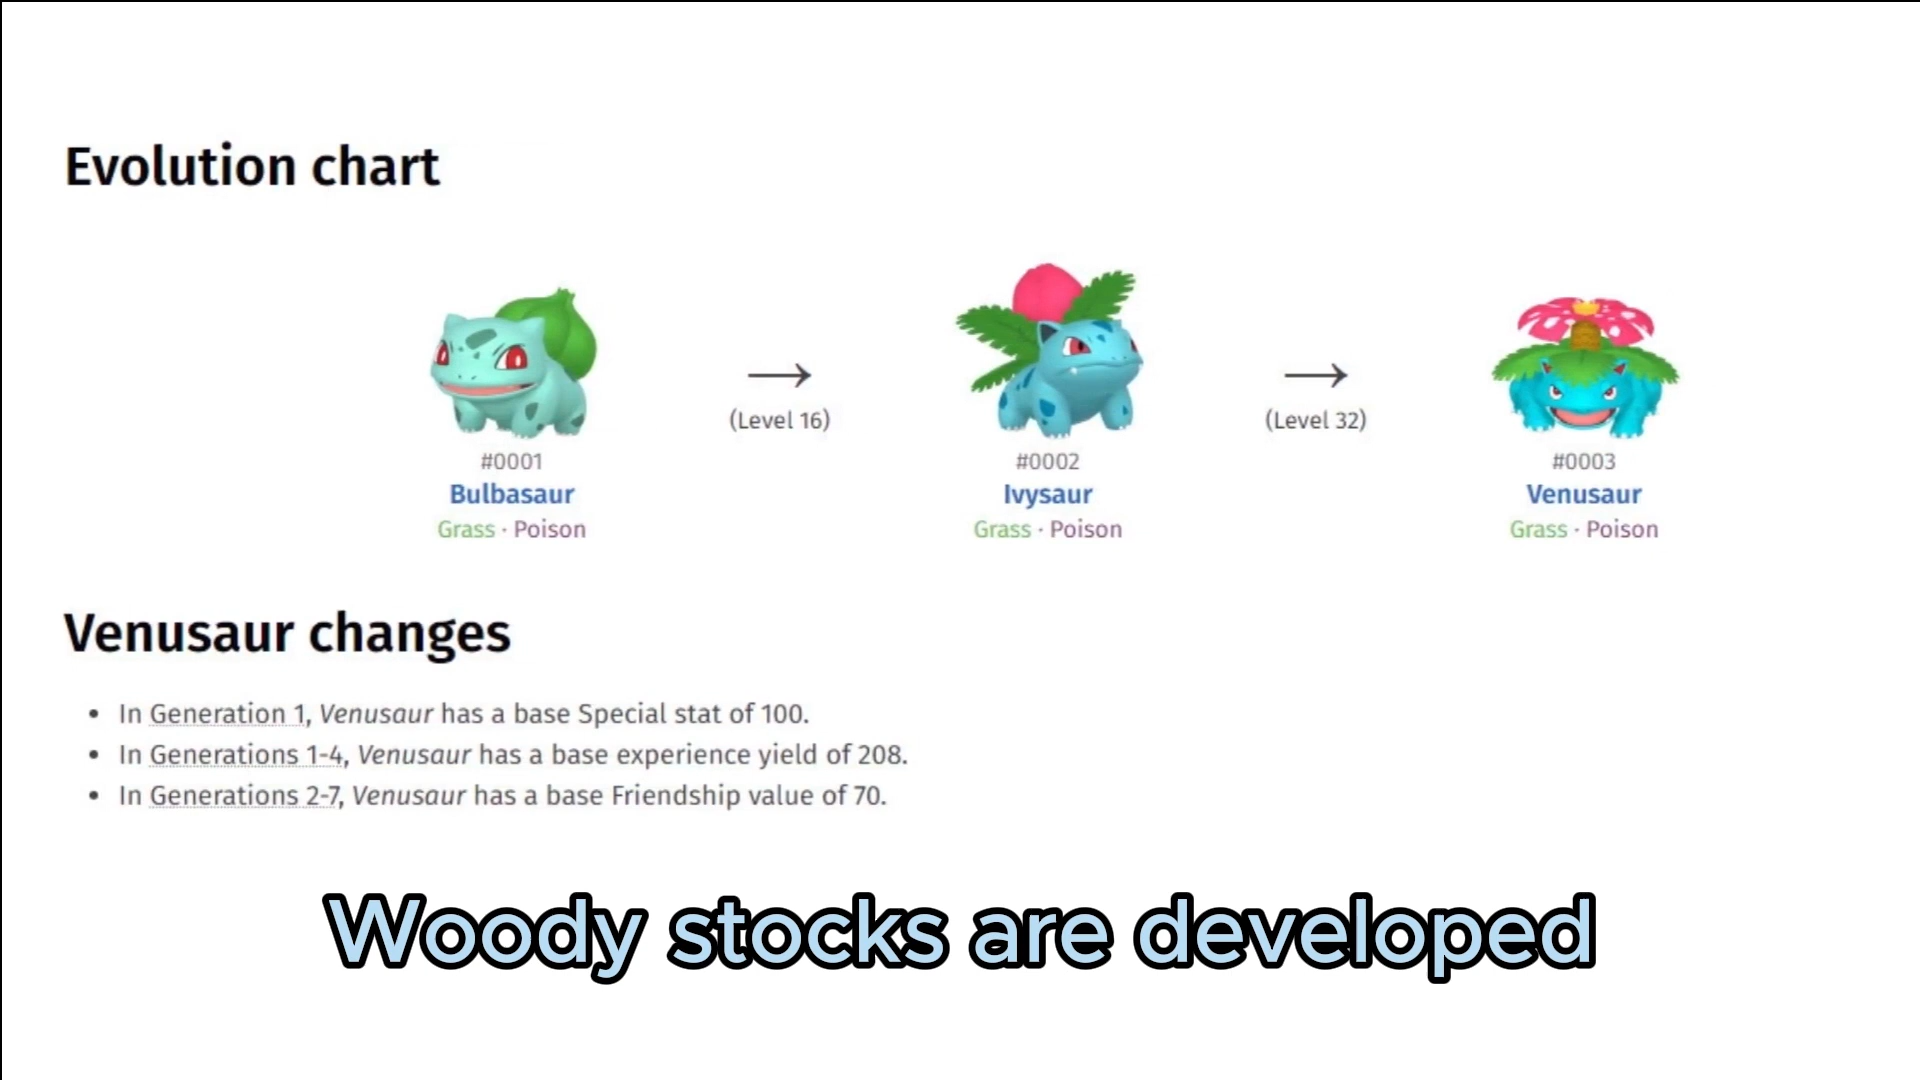 Evolution chart
→ →
(Level 16) (Level 32)
#0001 #0002 #0003
Bulbasaur Ivysaur Venusaur
Grass · Poison Grass · Poison Grass · Poison
Venusaur changes
• In Generation 1, Venusaur has a base Special stat of 100.
• In Generations 1-4, Venusaur has a base experience yield of 208.
• In Generations 2-7, Venusaur has a base Friendship value of 70.
Woody stocks are developed